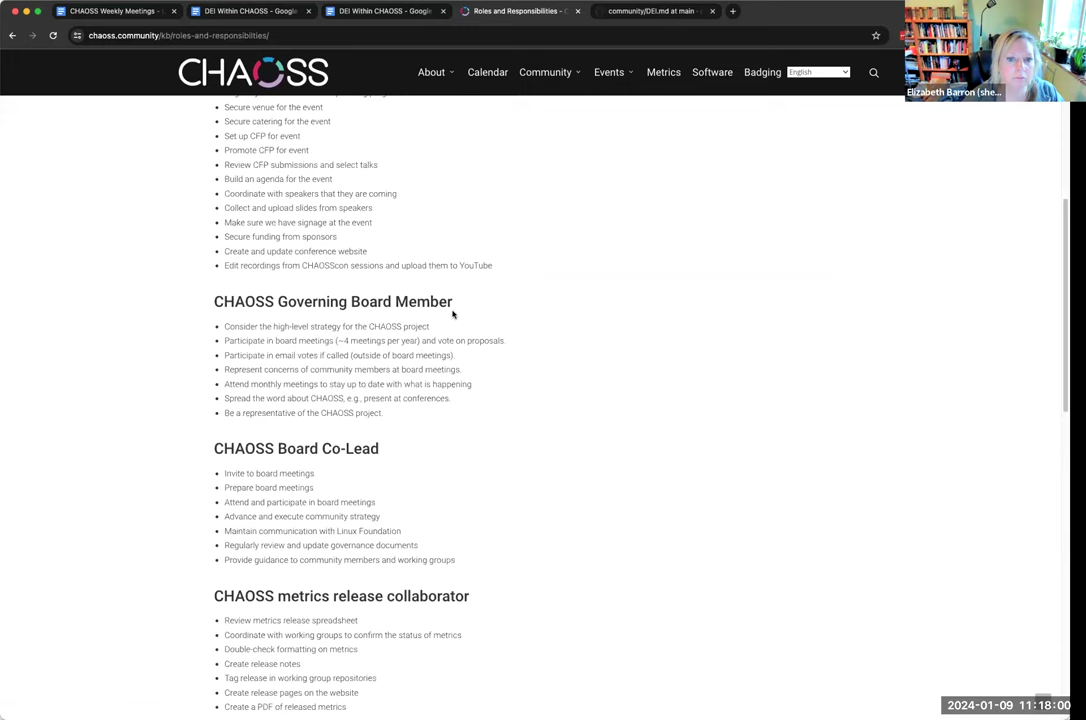 CHAOSS Weekly Meetings -
DEI Within CHAOSS - Google
DEI Within CHAOSS - Google
Roles and Responsibilities - C
community/DEI.md at main ·
chaoss.community/kb/roles-and-responsibilties/
CHAOSS
About
Calendar
Community
Events
Metrics
Software
Badging
English
Elizabeth Barron (she...
Secure venue for the event
Secure catering for the event
Set up CFP for event
Promote CFP for event
Review CFP submissions and select talks
Build an agenda for the event
Coordinate with speakers that they are coming
Collect and upload slides from speakers
Make sure we have signage at the event
Secure funding from sponsors
Create and update conference website
Edit recordings from CHAOSScon sessions and upload them to YouTube
CHAOSS Governing Board Member
Consider the high-level strategy for the CHAOSS project
Participate in board meetings (~4 meetings per year) and vote on proposals.
Participate in email votes if called (outside of board meetings).
Represent concerns of community members at board meetings.
Attend monthly meetings to stay up to date with what is happening
Spread the word about CHAOSS, e.g., present at conferences.
Be a representative of the CHAOSS project.
CHAOSS Board Co-Lead
Invite to board meetings
Prepare board meetings
Attend and participate in board meetings
Advance and execute community strategy
Maintain communication with Linux Foundation
Regularly review and update governance documents
Provide guidance to community members and working groups
CHAOSS metrics release collaborator
Review metrics release spreadsheet
Coordinate with working groups to confirm the status of metrics
Double-check formatting on metrics
Create release notes
Tag release in working group repositories
Create release pages on the website
Create a PDF of released metrics
2024-01-09 11:18:00